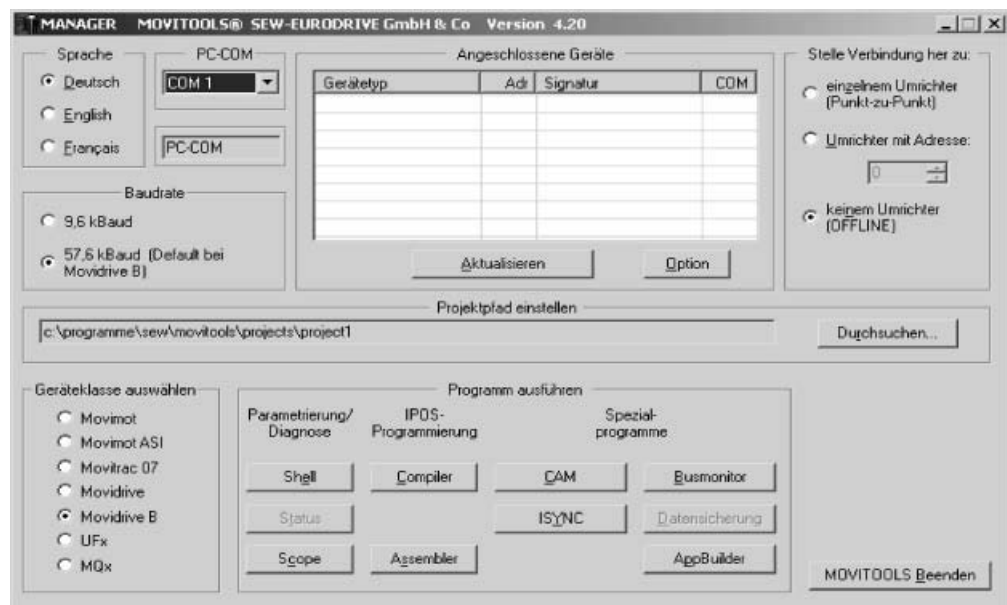 MANAGER MOVITOOLS® SEW-EURODRIVE GmbH & Co Version 4.20
Sprache
Deutsch
English
Français
PC-COM
COM 1
PC-COM
Baudrate
9,6 kBaud
57,6 kBaud (Default bei
Movidrive B)
Angeschlossene Geräte
Gerätetyp Adr Signatur COM
Aktualisieren
Option
Stelle Verbindung her zu:
einzelnem Umrichter
(Punkt-zu-Punkt)
Umrichter mit Adresse:
0
keinem Umrichter
(OFFLINE)
Projektpfad einstellen
c:\programme\sew\movitools\projects\project1
Durchsuchen...
Geräteklasse auswählen
Movimot
Movimot ASI
Movitrac 07
Movidrive
Movidrive B
UFx
MQx
Programm ausführen
Parametrierung/
Diagnose
IPOS-
Programmierung
Spezial-
programme
Shell
Compiler
CAM
Busmonitor
Status
ISYNC
Datensicherung
Scope
Assembler
AppBuilder
MOVITOOLS Beenden